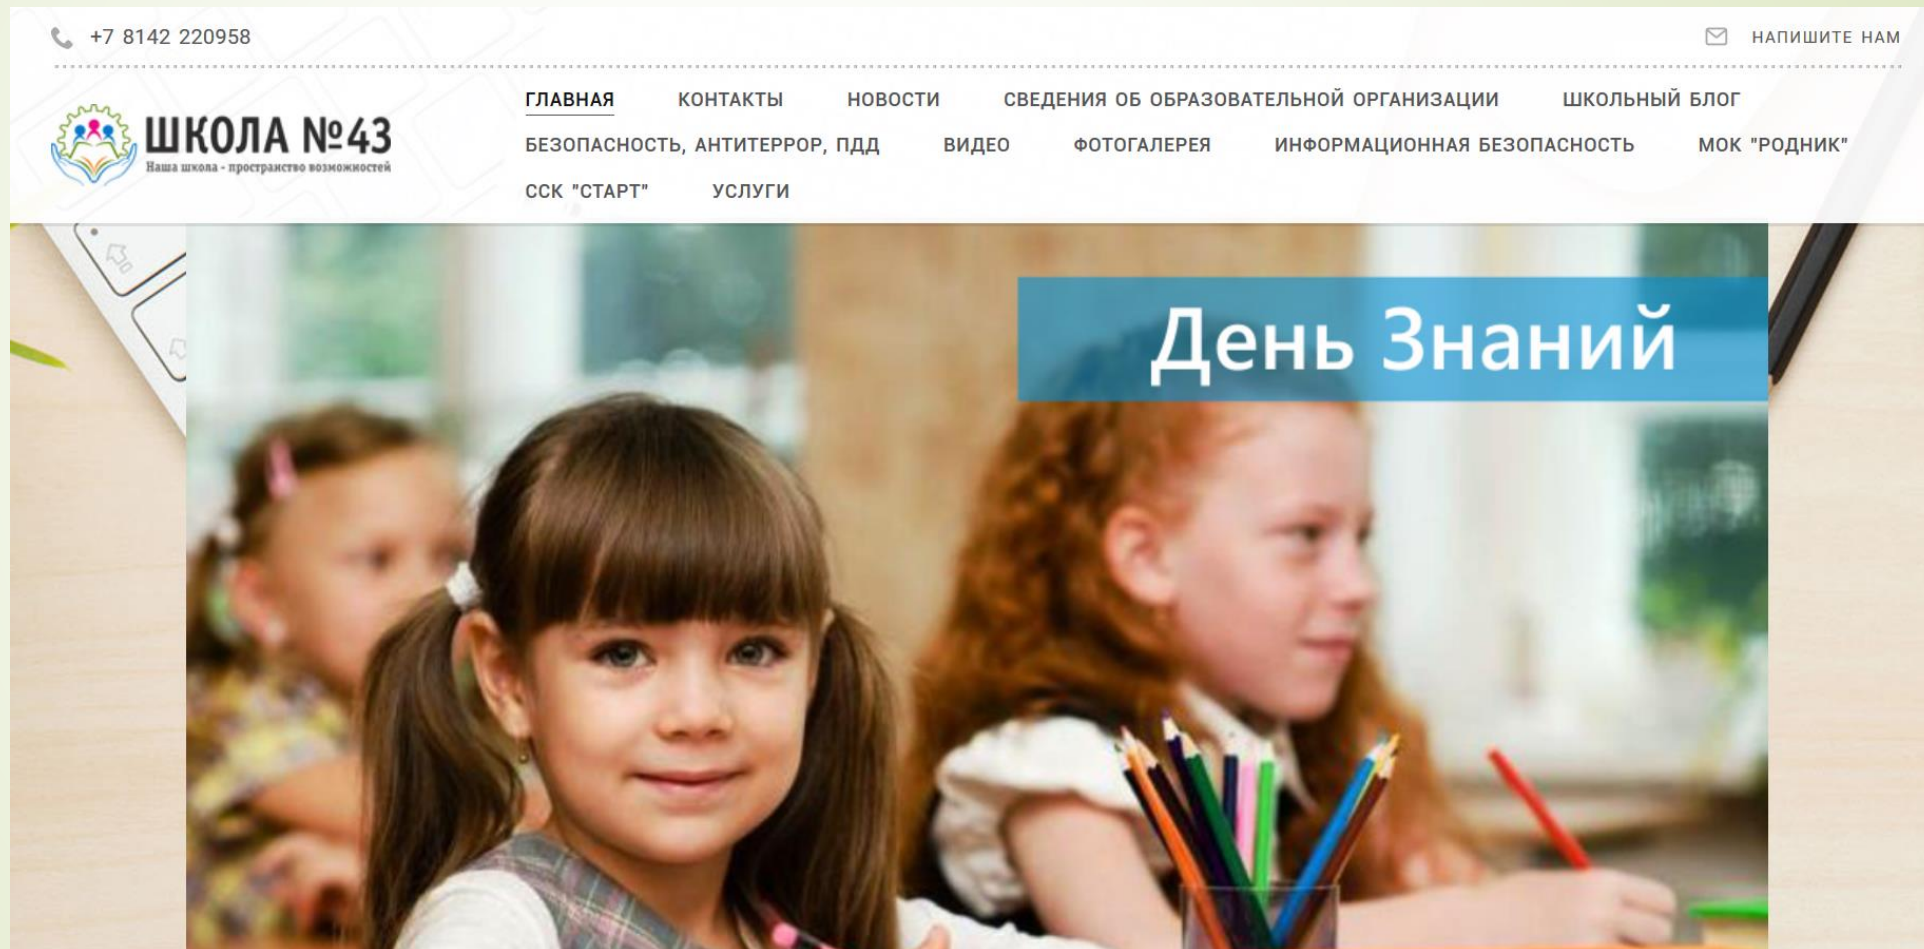 +7 8142 220958
НАПИШИТЕ НАМ
ШКОЛА №43
Наша школа - пространство возможностей
ГЛАВНАЯ КОНТАКТЫ НОВОСТИ СВЕДЕНИЯ ОБ ОБРАЗОВАТЕЛЬНОЙ ОРГАНИЗАЦИИ ШКОЛЬНЫЙ БЛОГ
БЕЗОПАСНОСТЬ, АНТИТЕРРОР, ПДД ВИДЕО ФОТОГАЛЕРЕЯ ИНФОРМАЦИОННАЯ БЕЗОПАСНОСТЬ МОК "РОДНИК"
ССК "СТАРТ" УСЛУГИ
День Знаний